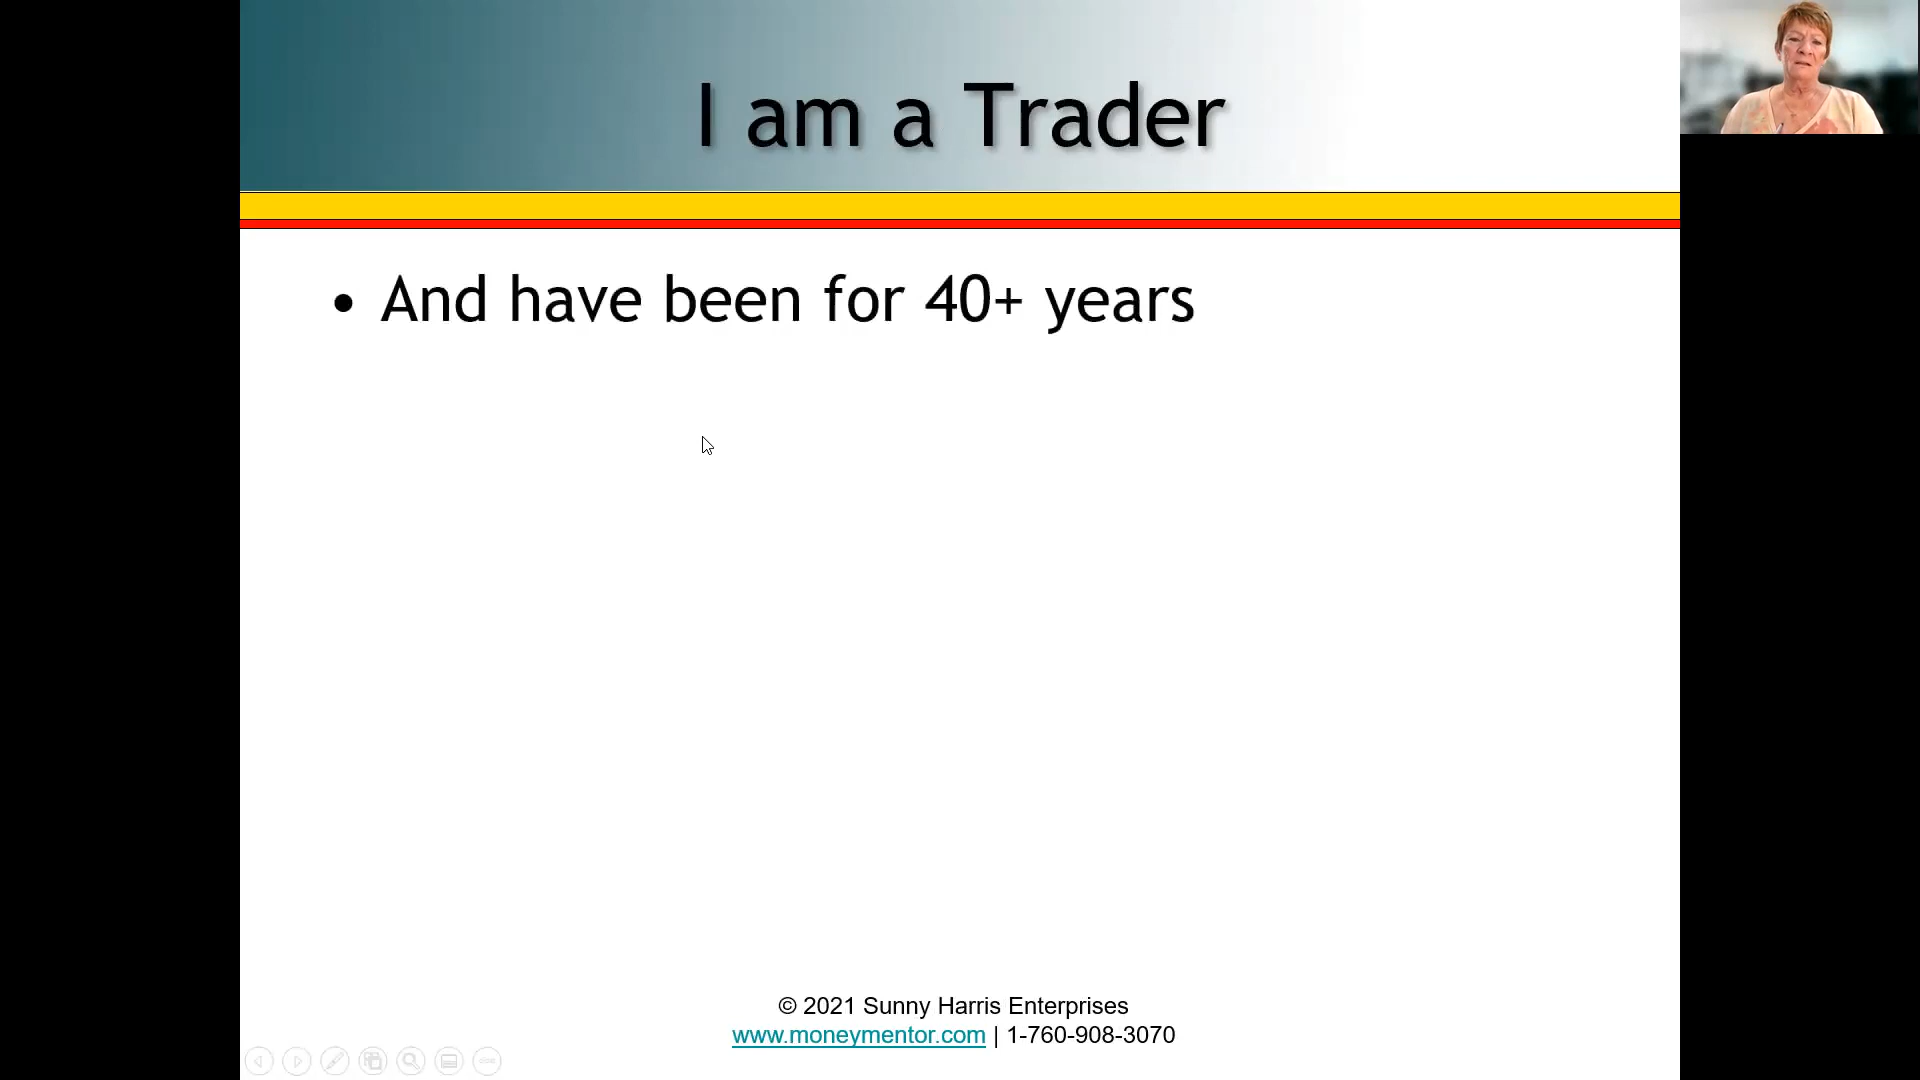 I am a Trader
• And have been for 40+ years
© 2021 Sunny Harris Enterprises
www.moneymentor.com | 1-760-908-3070